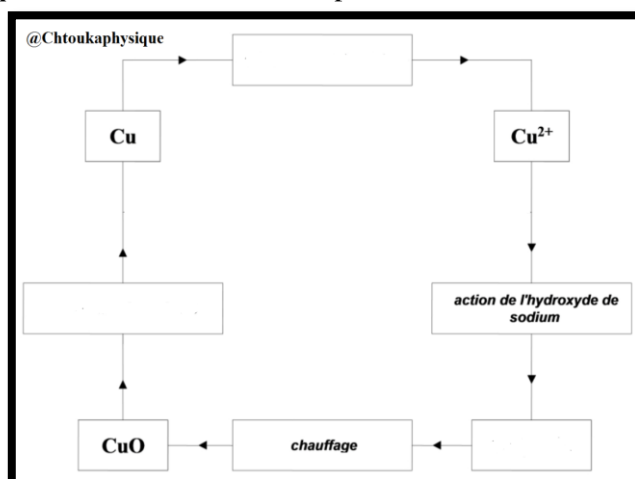 @Chtoukaphysique
Cu
Cu²⁺
action de l'hydroxyde de
sodium
CuO
chauffage